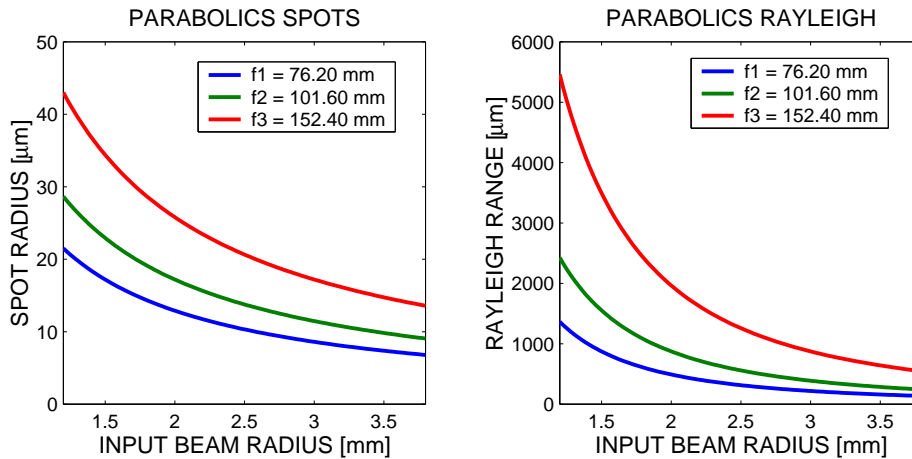 PARABOLICS SPOTS
50
40
30
20
10
0
SPOT RADIUS [μm]
f1 = 76.20 mm
f2 = 101.60 mm
f3 = 152.40 mm
1.5 2 2.5 3 3.5
INPUT BEAM RADIUS [mm]
PARABOLICS RAYLEIGH
6000
5000
4000
3000
2000
1000
0
RAYLEIGH RANGE [μm]
f1 = 76.20 mm
f2 = 101.60 mm
f3 = 152.40 mm
1.5 2 2.5 3 3.5
INPUT BEAM RADIUS [mm]